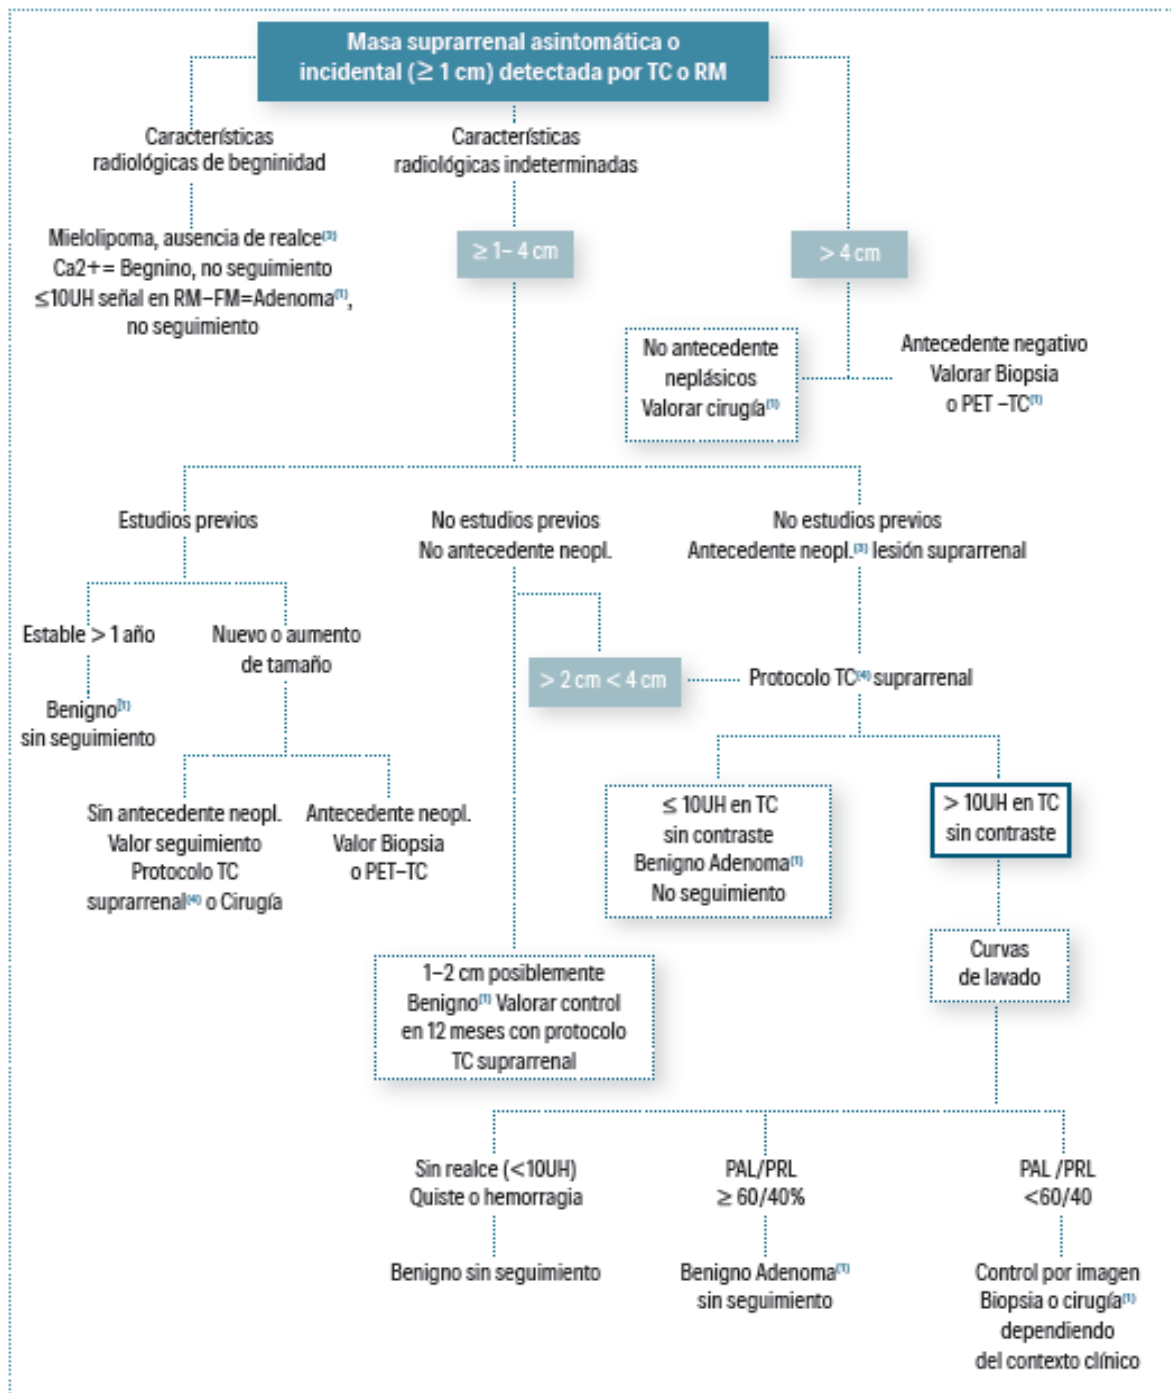 Masa suprarrenal asintomática o
incidental (≥ 1 cm) detectada por TC o RM
Características
radiológicas de begninidad
Características
radiológicas indeterminadas
Mielolipoma, ausencia de realce(2)
Ca2+= Begnino, no seguimiento
≤10UH señal en RM–FM=Adenoma(1),
no seguimiento
≥ 1– 4 cm
> 4 cm
No antecedente
neplásicos
Valorar cirugía(1)
Antecedente negativo
Valorar Biopsia
o PET –TC(1)
Estudios previos
No estudios previos
No antecedente neopl.
No estudios previos
Antecedente neopl.(3) lesión suprarrenal
Estable > 1 año
Nuevo o aumento
de tamaño
> 2 cm < 4 cm
Protocolo TC(4) suprarrenal
Benigno(1)
sin seguimiento
Sin antecedente neopl.
Valor seguimiento
Protocolo TC
suprarrenal(4) o Cirugía
Antecedente neopl.
Valor Biopsia
o PET–TC
≤ 10UH en TC
sin contraste
Benigno Adenoma(1)
No seguimiento
> 10UH en TC
sin contraste
Curvas
de lavado
1–2 cm posiblemente
Benigno(1) Valorar control
en 12 meses con protocolo
TC suprarrenal
Sin realce (<10UH)
Quiste o hemorragia
PAL/PRL
≥ 60/40%
PAL /PRL
<60/40
Benigno sin seguimiento
Benigno Adenoma(1)
sin seguimiento
Control por imagen
Biopsia o cirugía(1)
dependiendo
del contexto clínico